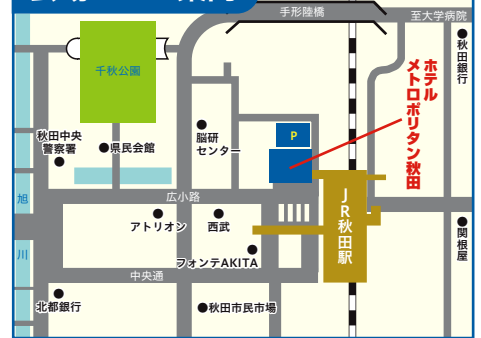 手形陸橋
至大学病院
秋田銀行
千秋公園
ホテル
メトロポリタン秋田
P
脳研
センター
秋田中央
警察署
県民会館
旭
川
広小路
JR秋田駅
アトリオン
西武
関根屋
フォンテAKITA
中央通
北都銀行
秋田市民市場